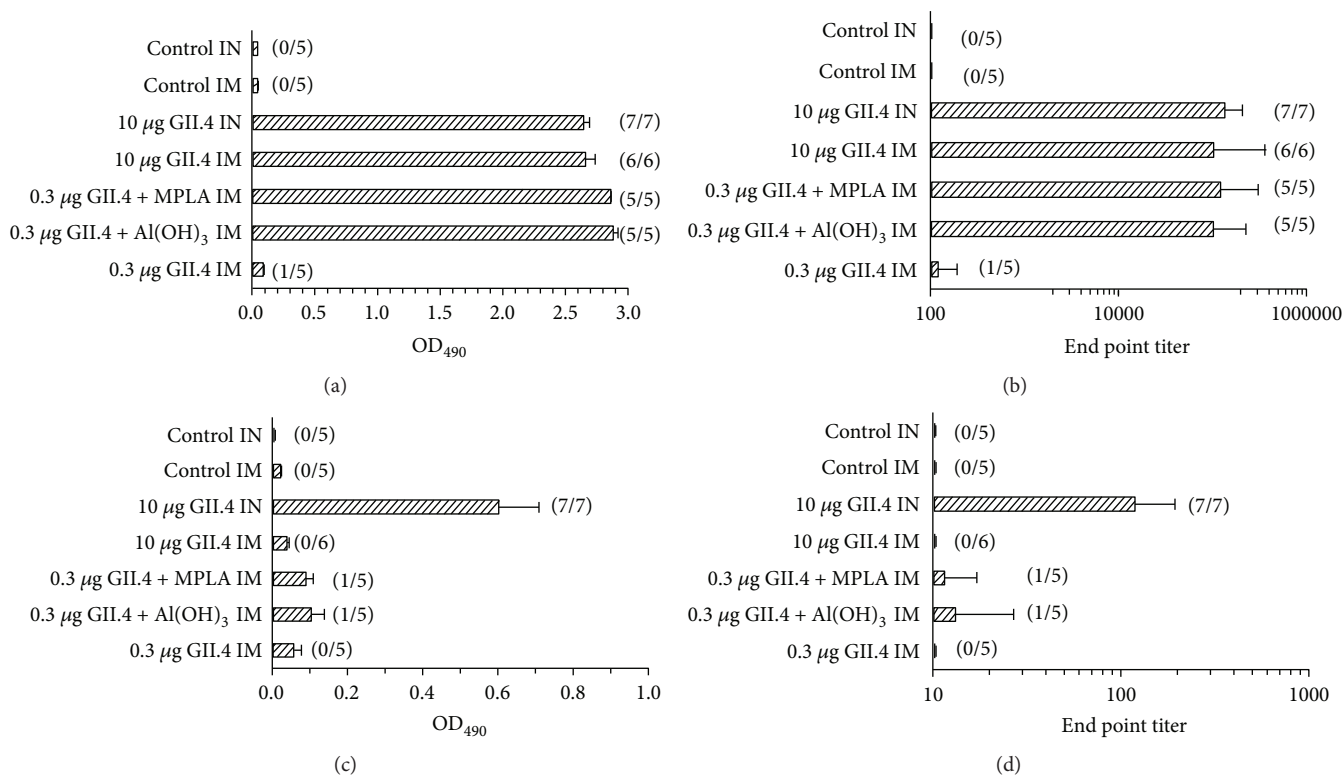 Control IN (0/5)
Control IM (0/5)
10 μg GII.4 IN (7/7)
10 μg GII.4 IM (6/6)
0.3 μg GII.4 + MPLA IM (5/5)
0.3 μg GII.4 + Al(OH)₃ IM (5/5)
0.3 μg GII.4 IM (1/5)
0.0 0.5 1.0 1.5 2.0 2.5 3.0
OD₄₉₀
(a)
Control IN (0/5)
Control IM (0/5)
10 μg GII.4 IN (7/7)
10 μg GII.4 IM (6/6)
0.3 μg GII.4 + MPLA IM (5/5)
0.3 μg GII.4 + Al(OH)₃ IM (5/5)
0.3 μg GII.4 IM (1/5)
100 10000 1000000
End point titer
(b)
Control IN (0/5)
Control IM (0/5)
10 μg GII.4 IN (7/7)
10 μg GII.4 IM (0/6)
0.3 μg GII.4 + MPLA IM (1/5)
0.3 μg GII.4 + Al(OH)₃ IM (1/5)
0.3 μg GII.4 IM (0/5)
0.0 0.2 0.4 0.6 0.8 1.0
OD₄₉₀
(c)
Control IN (0/5)
Control IM (0/5)
10 μg GII.4 IN (7/7)
10 μg GII.4 IM (0/6)
0.3 μg GII.4 + MPLA IM (1/5)
0.3 μg GII.4 + Al(OH)₃ IM (1/5)
0.3 μg GII.4 IM (0/5)
10 100 1000
End point titer
(d)